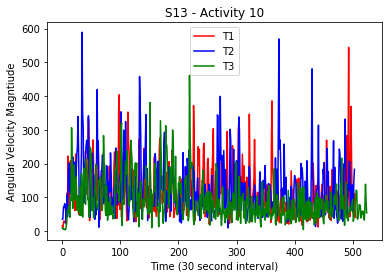 S13 - Activity 10
T1
T2
T3
Angular Velocity Magntiude
600
500
400
300
200
100
0
0
100
200
300
400
500
Time (30 second interval)